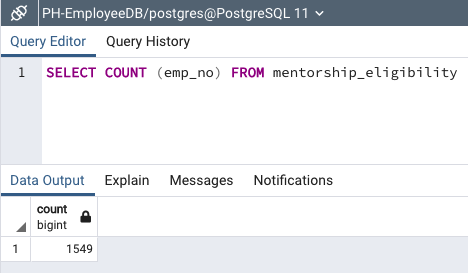 PH-EmployeeDB/postgres@PostgreSQL 11
Query Editor Query History
1 SELECT COUNT (emp_no) FROM mentorship_eligibility
Data Output Explain Messages Notifications
count
bigint
1 1549